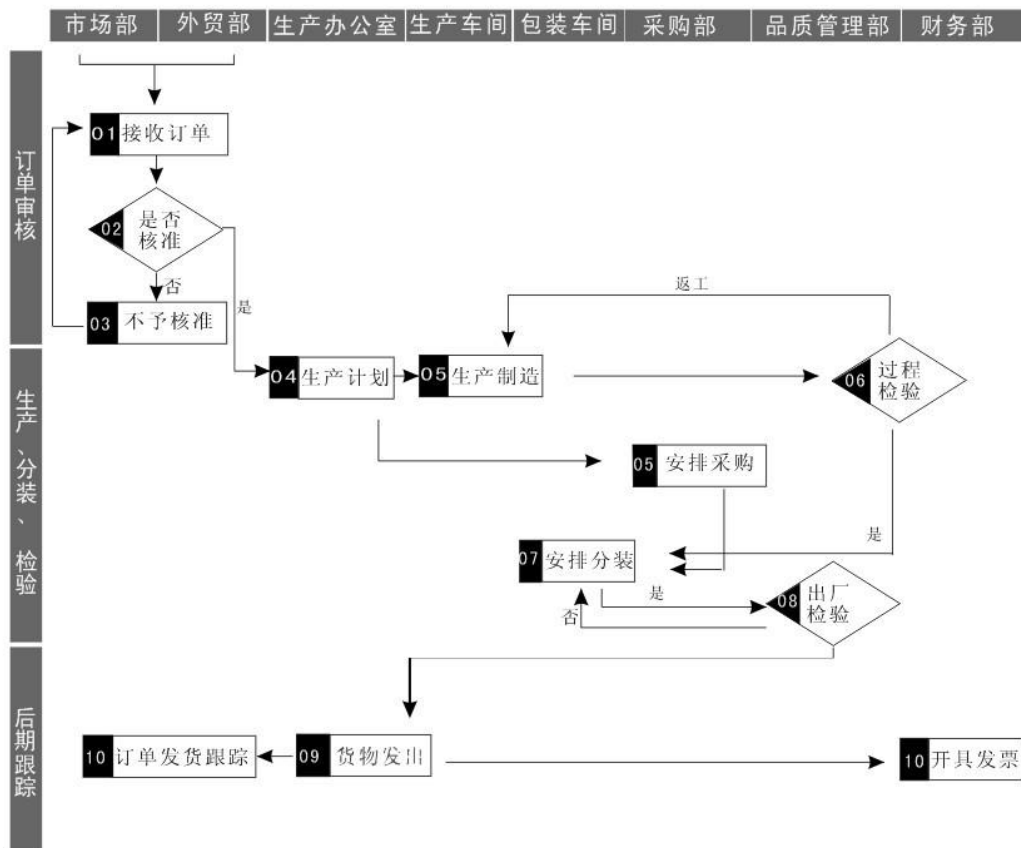 市场部 外贸部 生产办公室 生产车间 包装车间 采购部 品质管理部 财务部
订单审核
01 接收订单
02 是否
核准
否
是
03 不予核准
返工
生产、分装、检验
04 生产计划
05 生产制造
06 过程
检验
05 安排采购
是
07 安排分装
是
否
08 出厂
检验
后期跟踪
10 订单发货跟踪
09 货物发出
10 开具发票